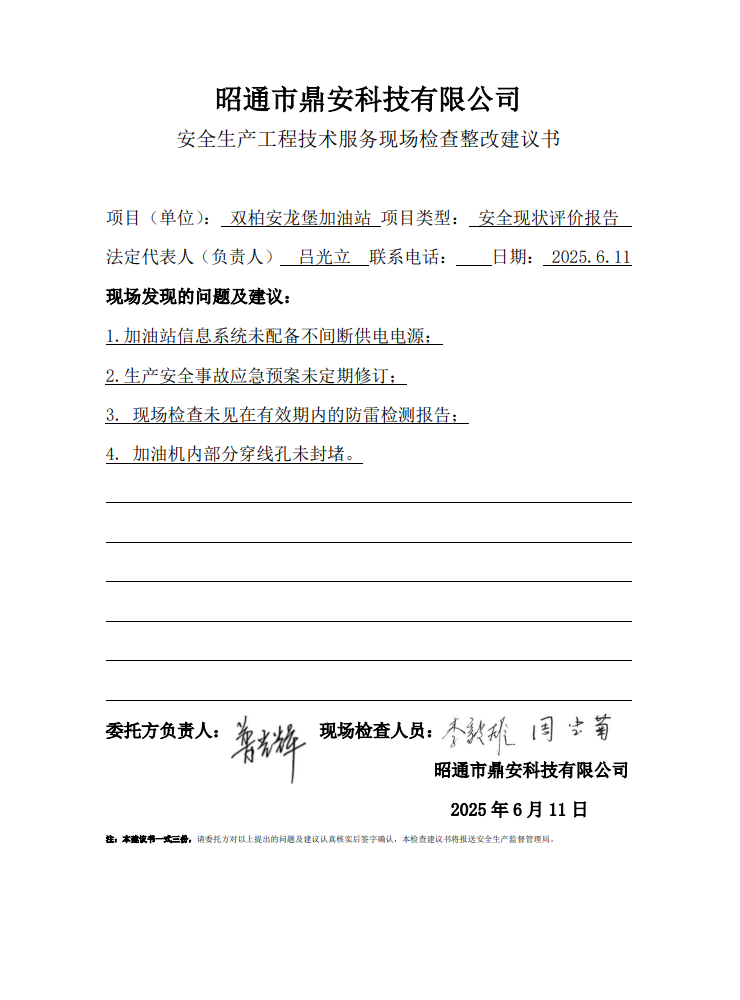 昭通市鼎安科技有限公司
安全生产工程技术服务现场检查整改建议书
项目（单位）： 双柏安龙堡加油站 项目类型： 安全现状评价报告
法定代表人（负责人） 吕光立 联系电话： 日期： 2025.6.11
现场发现的问题及建议：
1.加油站信息系统未配备不间断供电电源；
2.生产安全事故应急预案未定期修订；
3. 现场检查未见在有效期内的防雷检测报告；
4. 加油机内部分穿线孔未封堵。
委托方负责人： 现场检查人员：李毅雄
昭通市鼎安科技有限公司
2025 年 6 月 11 日
注：本建议书一式三份，请委托方对以上提出的问题及建议认真核实后签字确认，本检查建议书将报送安全生产监督管理局。